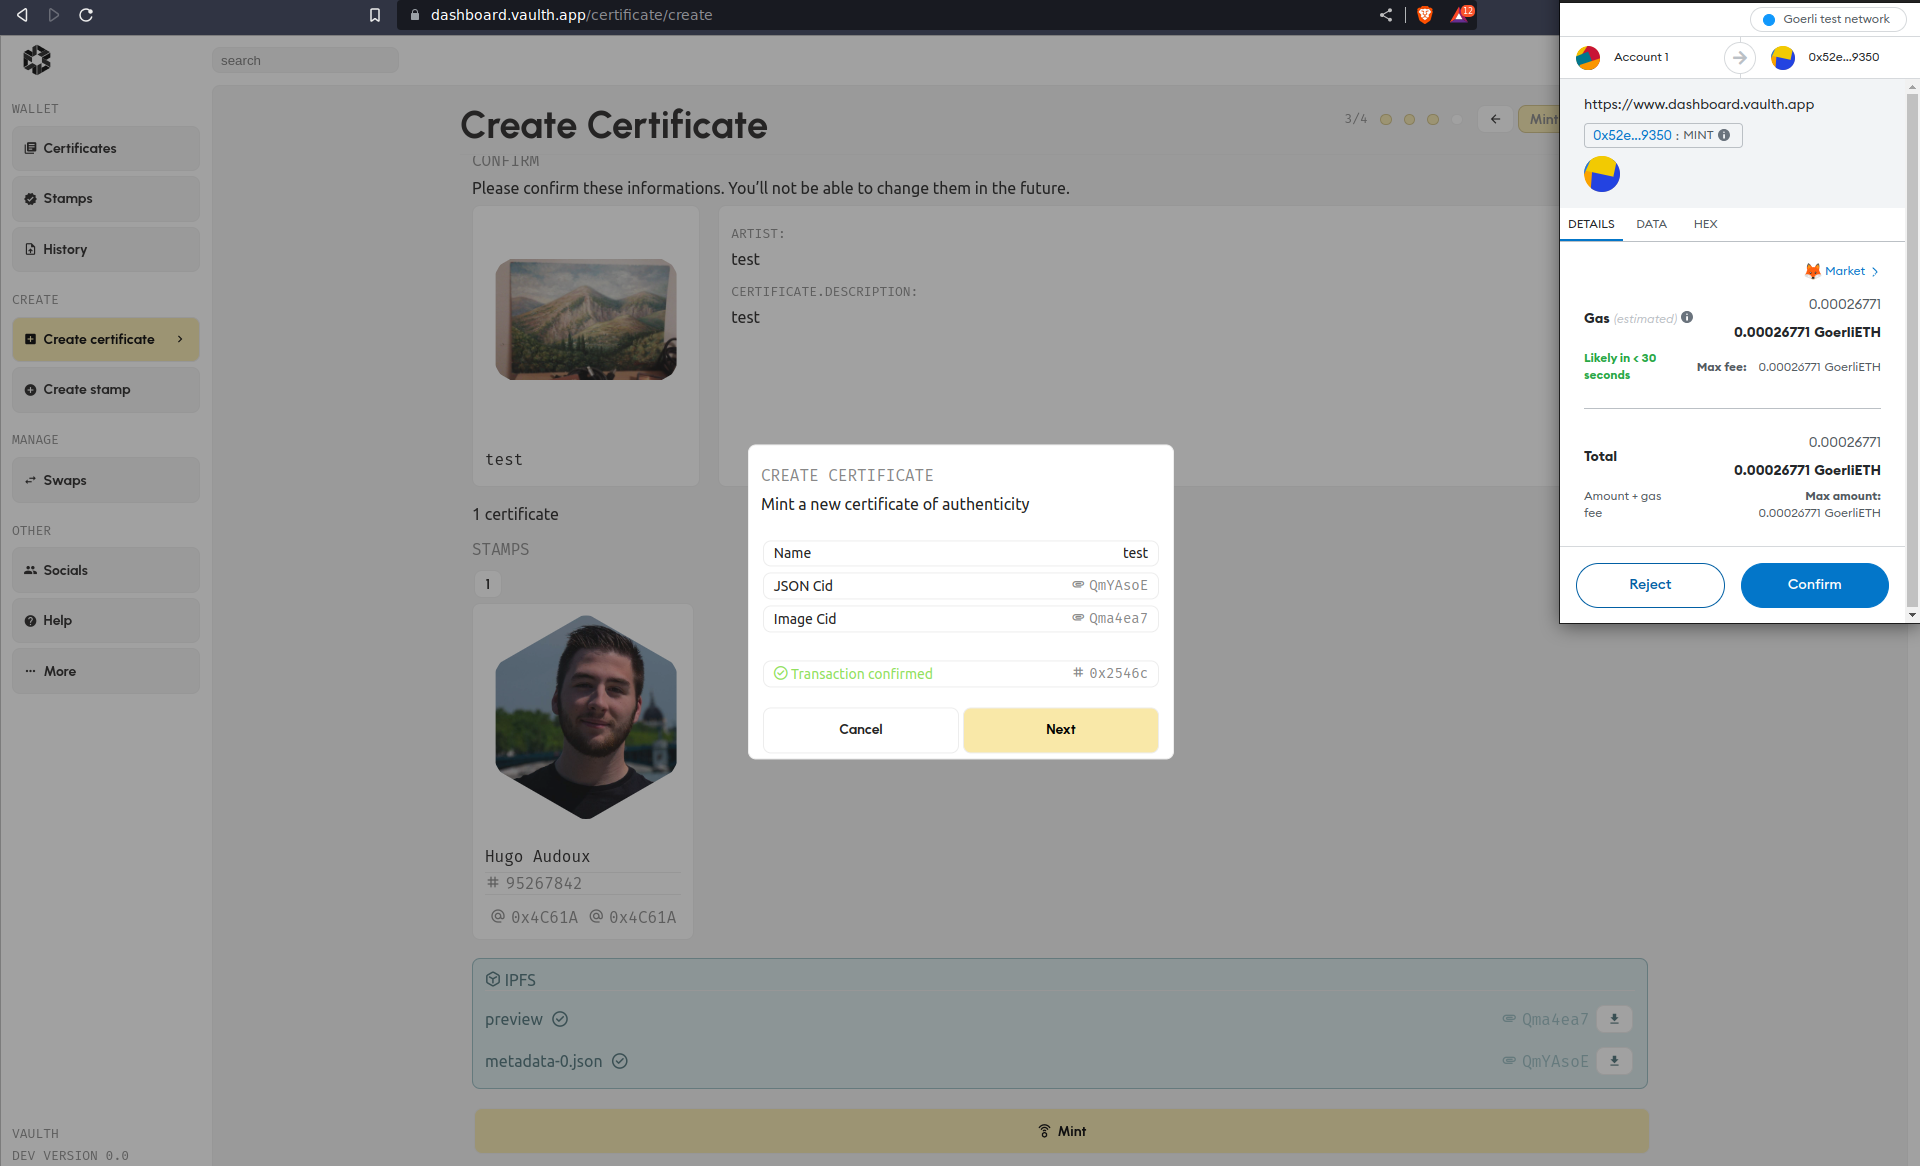 dashboard.vaulth.app/certificate/create
12
search
WALLET
Certificates
Stamps
History
CREATE
Create certificate
Create stamp
MANAGE
Swaps
OTHER
Socials
Help
More
VAULTH
DEV VERSION 0.0
Create Certificate
3/4
Mint
CONFIRM
Please confirm these informations. You'll not be able to change them in the future.
test
ARTIST:
test
CERTIFICATE.DESCRIPTION:
test
1 certificate
STAMPS
1
Hugo Audoux
# 95267842
@ 0x4C61A @ 0x4C61A
IPFS
preview Qma4ea7
metadata-0.json QmYAsoE
Mint
CREATE CERTIFICATE
Mint a new certificate of authenticity
Name test
JSON Cid QmYAsoE
Image Cid Qma4ea7
Transaction confirmed # 0x2546c
Cancel Next
Goerli test network
Account 1 0x52e...9350
https://www.dashboard.vaulth.app
0x52e...9350 : MINT
DETAILS DATA HEX
Market >
0.00026771
Gas (estimated)
0.00026771 GoerliETH
Likely in < 30
seconds
Max fee: 0.00026771 GoerliETH
0.00026771
Total
0.00026771 GoerliETH
Amount + gas
fee
Max amount:
0.00026771 GoerliETH
Reject Confirm